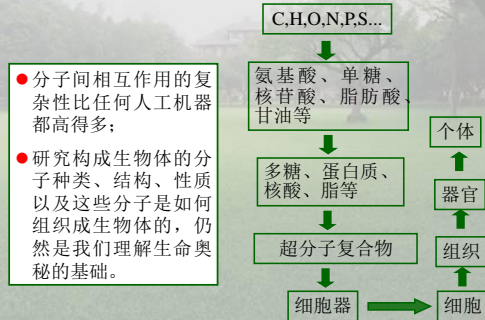 ●分子间相互作用的复
杂性比任何人工机器
都高得多；
●研究构成生物体的分
子种类、结构、性质
以及这些分子是如何
组织成生物体的，仍
然是我们理解生命奥
秘的基础。
C,H,O,N,P,S...
氨基酸、单糖、
核苷酸、脂肪酸、
甘油等
多糖、蛋白质、
核酸、脂等
超分子复合物
细胞器
细胞
组织
器官
个体